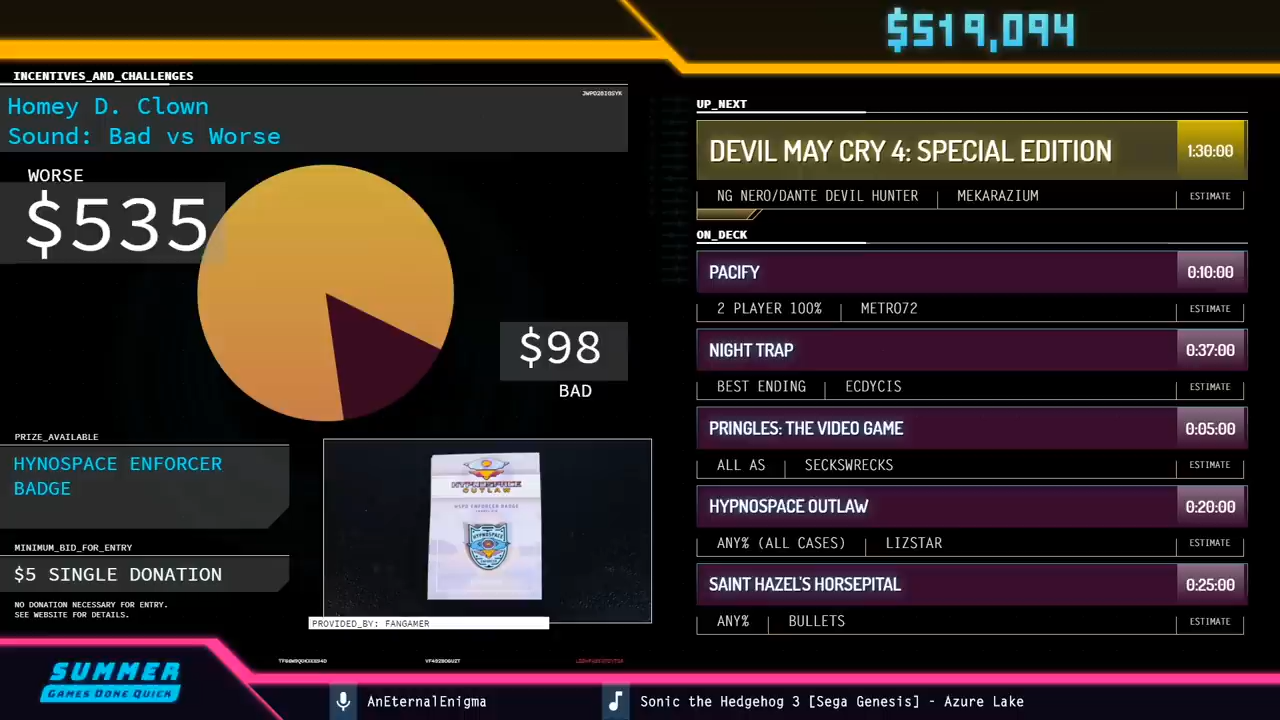 $519,094
INCENTIVES_AND_CHALLENGES
Homey D. Clown
Sound: Bad vs Worse
WORSE
$535
$98
BAD
PRIZE_AVAILABLE
HYNOSPACE ENFORCER
BADGE
MINIMUM_BID_FOR_ENTRY
$5 SINGLE DONATION
NO DONATION NECESSARY FOR ENTRY.
SEE WEBSITE FOR DETAILS.
HYPNOSPACE
OUTLAW
HYPNOSPACE
PROVIDED_BY: FANGAMER
UP_NEXT
DEVIL MAY CRY 4: SPECIAL EDITION
1:30:00
NG NERO/DANTE DEVIL HUNTER
MEKARAZIUM
ESTIMATE
ON_DECK
PACIFY
0:10:00
2 PLAYER 100%
METRO72
ESTIMATE
NIGHT TRAP
0:37:00
BEST ENDING
ECDYCIS
ESTIMATE
PRINGLES: THE VIDEO GAME
0:05:00
ALL AS
SECKSWRECKS
ESTIMATE
HYPNOSPACE OUTLAW
0:20:00
ANY% (ALL CASES)
LIZSTAR
ESTIMATE
SAINT HAZEL'S HORSEPITAL
0:25:00
ANY%
BULLETS
ESTIMATE
SUMMER
GAMES DONE QUICK
AnEternalEnigma
Sonic the Hedgehog 3 [Sega Genesis] - Azure Lake